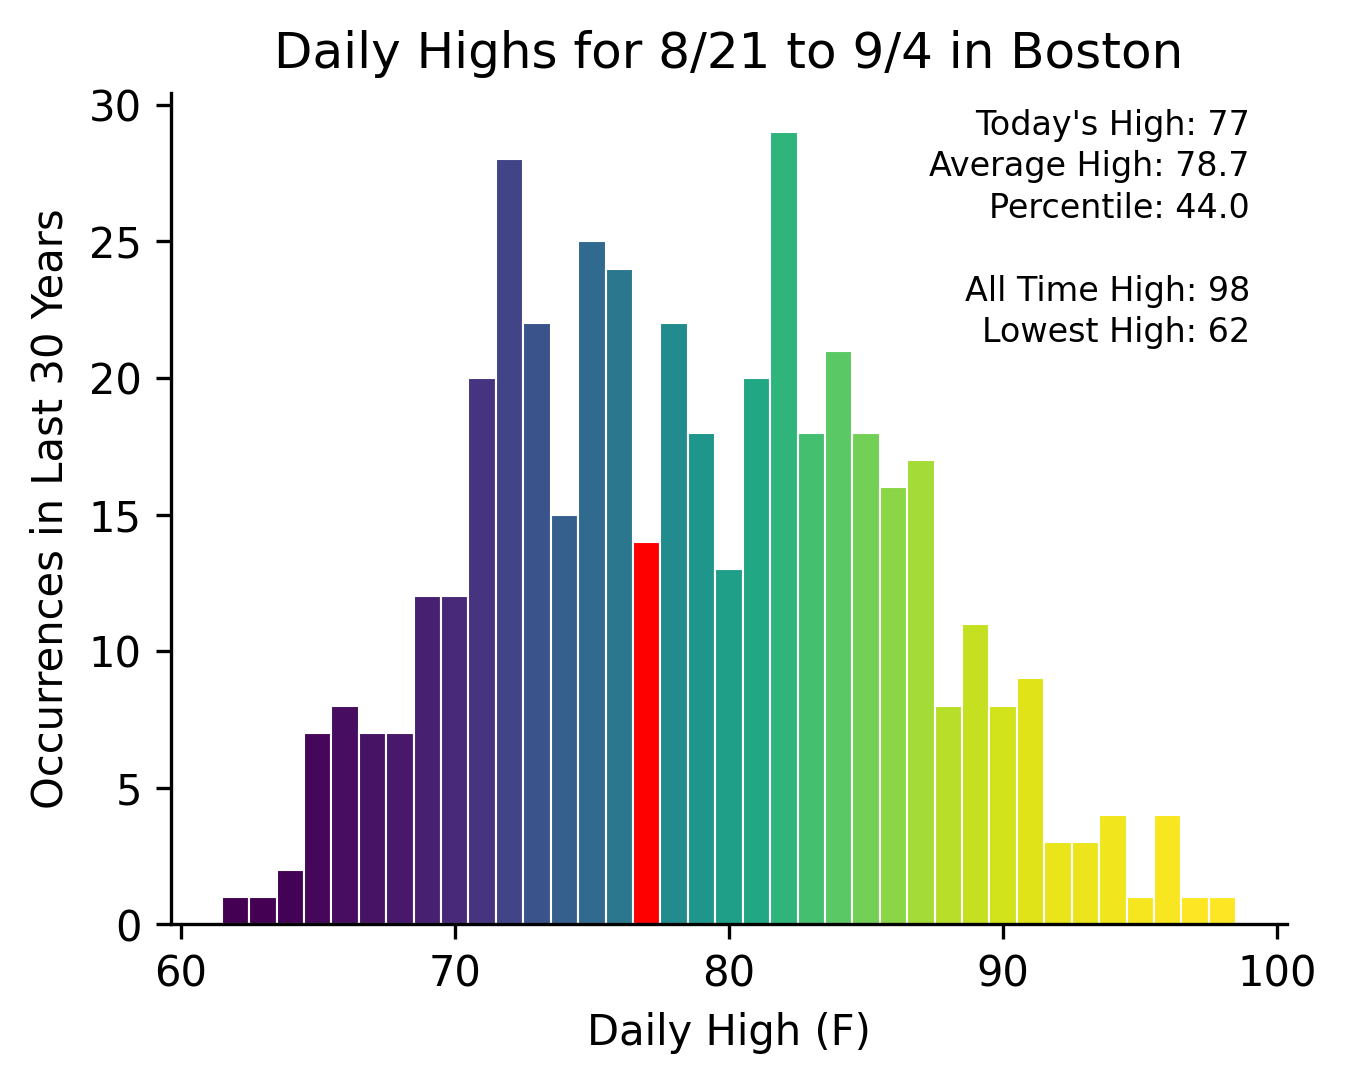 Daily Highs for 8/21 to 9/4 in Boston
Today's High: 77
Average High: 78.7
Percentile: 44.0
All Time High: 98
Lowest High: 62
Occurrences in Last 30 Years
30
25
20
15
10
5
0
60 70 80 90 100
Daily High (F)